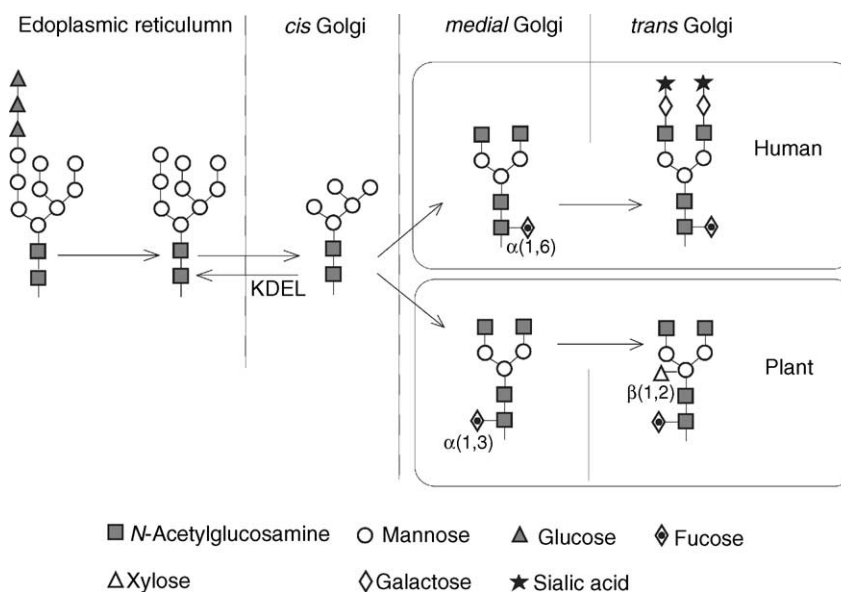 Edoplasmic reticulumn
cis Golgi
medial Golgi
trans Golgi
Human
α(1,6)
KDEL
Plant
β(1,2)
α(1,3)
N-Acetylglucosamine
Mannose
Glucose
Fucose
Xylose
Galactose
Sialic acid